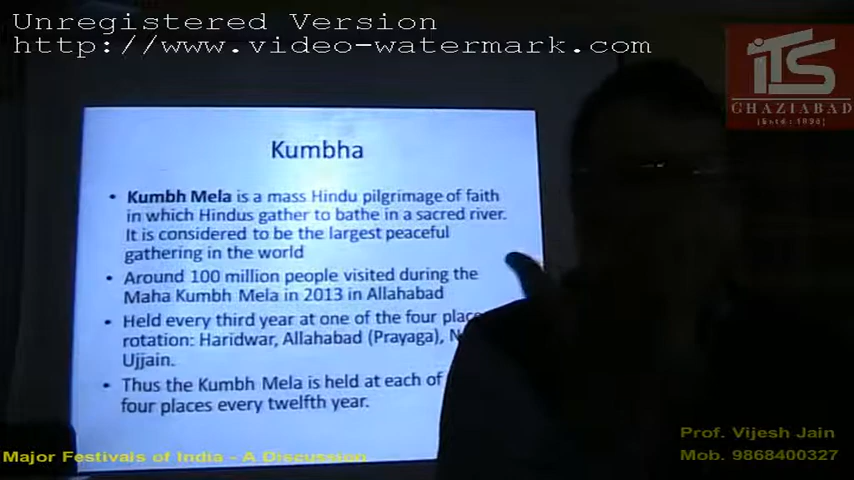 Unregistered Version
http://www.video-watermark.com
iTS
GHAZIABAD
(Estd.: 1995)
Kumbha
• Kumbh Mela is a mass Hindu pilgrimage of faith
in which Hindus gather to bathe in a sacred river.
It is considered to be the largest peaceful
gathering in the world
• Around 100 million people visited during the
Maha Kumbh Mela in 2013 in Allahabad
• Held every third year at one of the four place
rotation: Haridwar, Allahabad (Prayaga), N
Ujjain.
• Thus the Kumbh Mela is held at each of
four places every twelfth year.
Prof. Vijesh Jain
Major Festivals of India - A Discussion
Mob. 9868400327